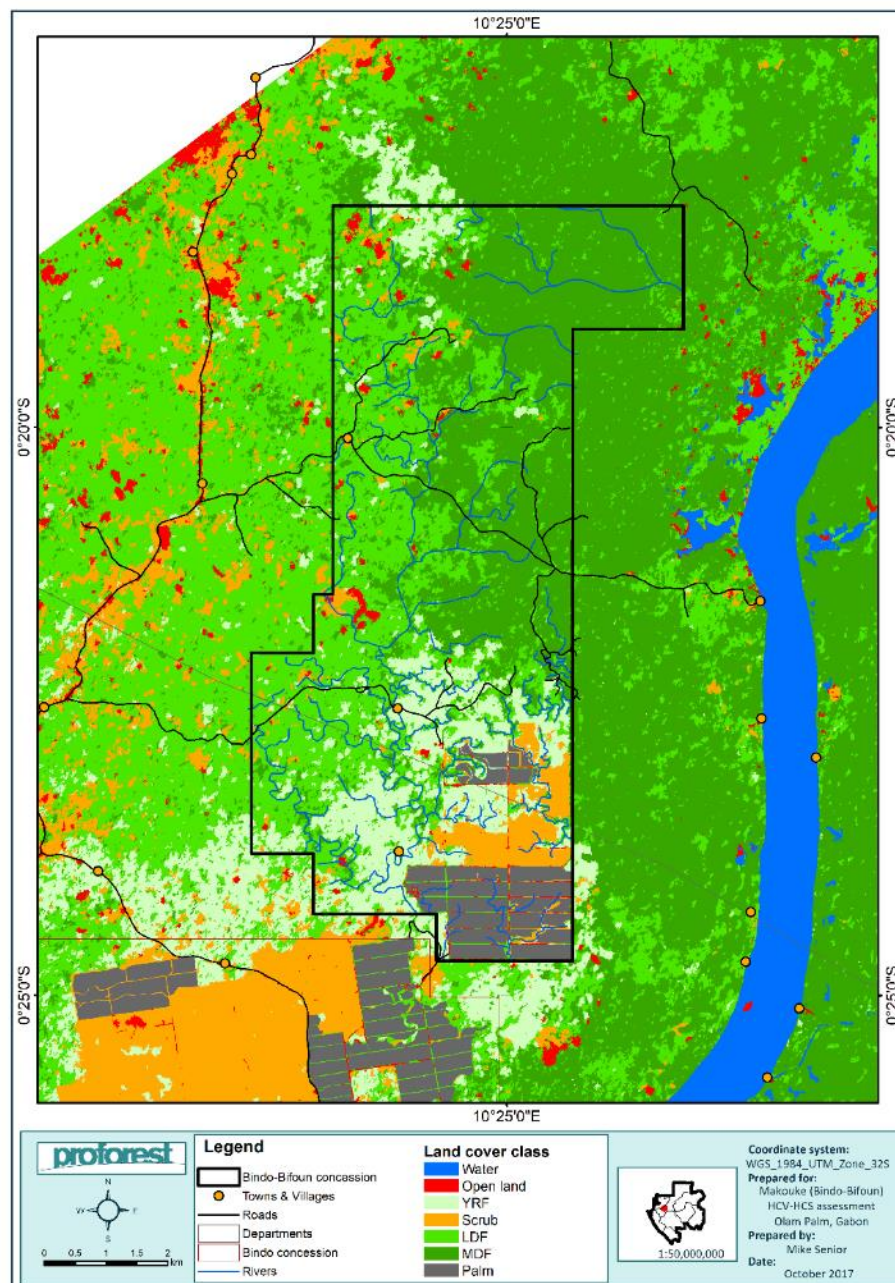 10°25'0"E
0°20'0"S
0°20'0"S
0°25'0"S
0°25'0"S
10°25'0"E
proforest
N
W
E
S
0 0.5 1 2
km
Legend
Bindo-Bifoun concession
Towns & Villages
Roads
Departments
Bindo concession
Rivers
Land cover class
Water
Open land
YRF
Scrub
LDF
MDF
Palm
1:50,000,000
Coordinate system:
WGS_1984_UTM_Zone_32S
Prepared for:
Makouke (Bindo-Bifoun)
HCV-HCS assessment
Olam Palm, Gabon
Prepared by:
Mike Senior
Date:
October 2017